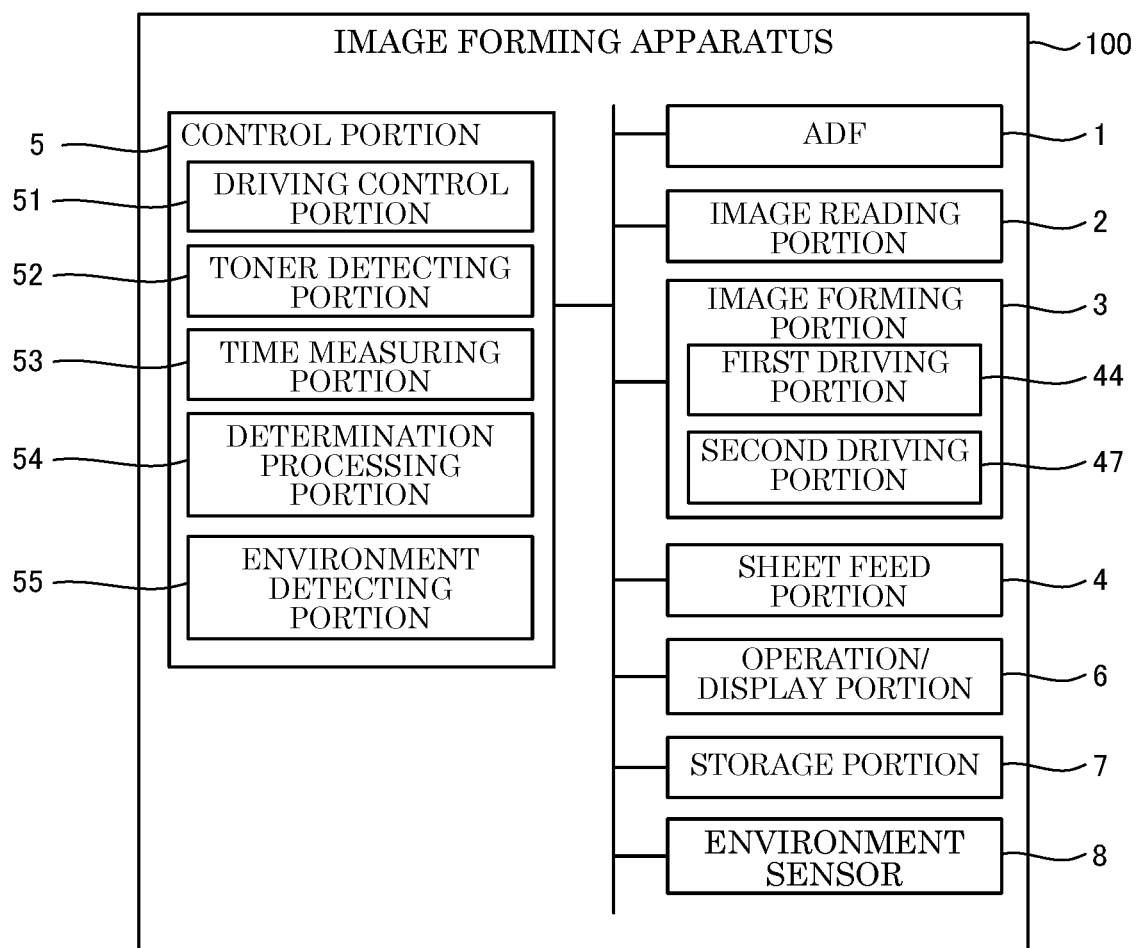 IMAGE FORMING APPARATUS
100
5
CONTROL PORTION
51
DRIVING CONTROL
PORTION
52
TONER DETECTING
PORTION
53
TIME MEASURING
PORTION
54
DETERMINATION
PROCESSING
PORTION
55
ENVIRONMENT
DETECTING
PORTION
ADF
1
IMAGE READING
PORTION
2
IMAGE FORMING
PORTION
3
FIRST DRIVING
PORTION
44
SECOND DRIVING
PORTION
47
SHEET FEED
PORTION
4
OPERATION/
DISPLAY PORTION
6
STORAGE PORTION
7
ENVIRONMENT
SENSOR
8